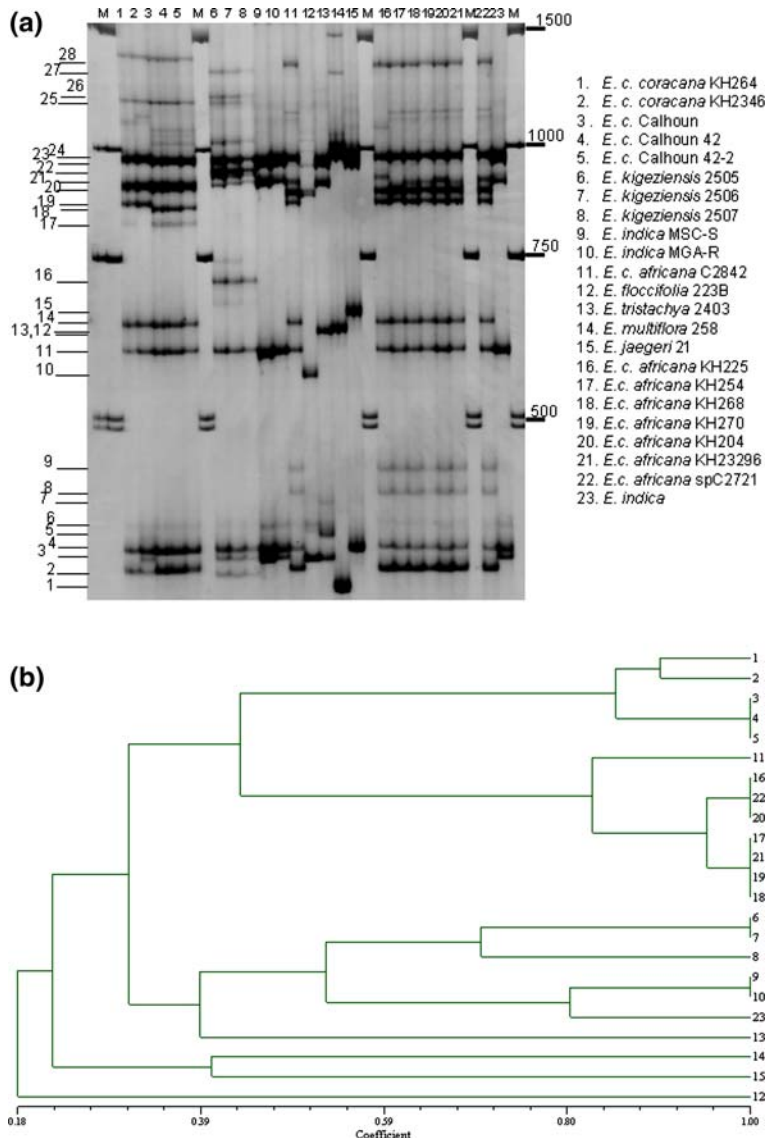 (a)
M 1 2 3 4 5 M 6 7 8 9 10 11 12 13 14 15 M 16 17 18 19 20 21 M 22 23 M
1500
28
27
26
25
1000
23 24
22
21
20
19
18
17
750
16
15
14
13,12
11
10
500
9
8
7
6
5
3 4
2
1
1. E. c. coracana KH264
2. E. c. coracana KH2346
3. E. c. Calhoun
4. E. c. Calhoun 42
5. E. c. Calhoun 42-2
6. E. kigeziensis 2505
7. E. kigeziensis 2506
8. E. kigeziensis 2507
9. E. indica MSC-S
10. E. indica MGA-R
11. E. c. africana C2842
12. E. floccifolia 223B
13. E. tristachya 2403
14. E. multiflora 258
15. E. jaegeri 21
16. E. c. africana KH225
17. E.c. africana KH254
18. E.c. africana KH268
19. E.c. africana KH270
20. E.c. africana KH204
21. E.c. africana KH23296
22. E.c. africana spC2721
23. E. indica
(b)
1
2
3
4
5
11
16
22
20
17
21
19
18
6
7
8
9
10
23
13
14
15
12
0.18 0.39 0.59 0.80 1.00
Coefficient